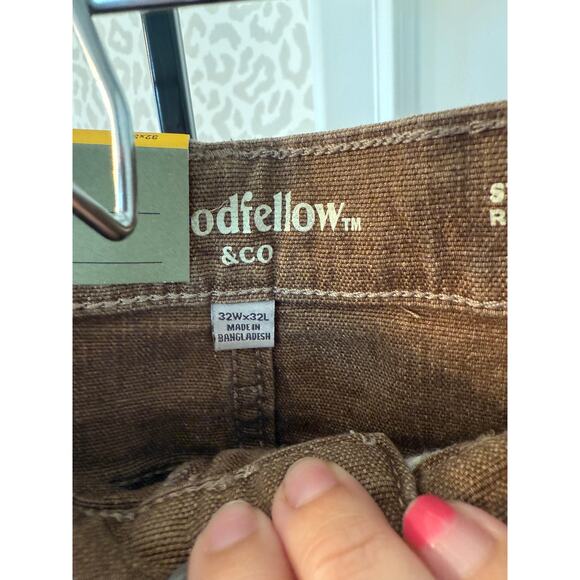 odfellow™
&CO
S
R
32W×32L
MADE IN
BANGLADESH